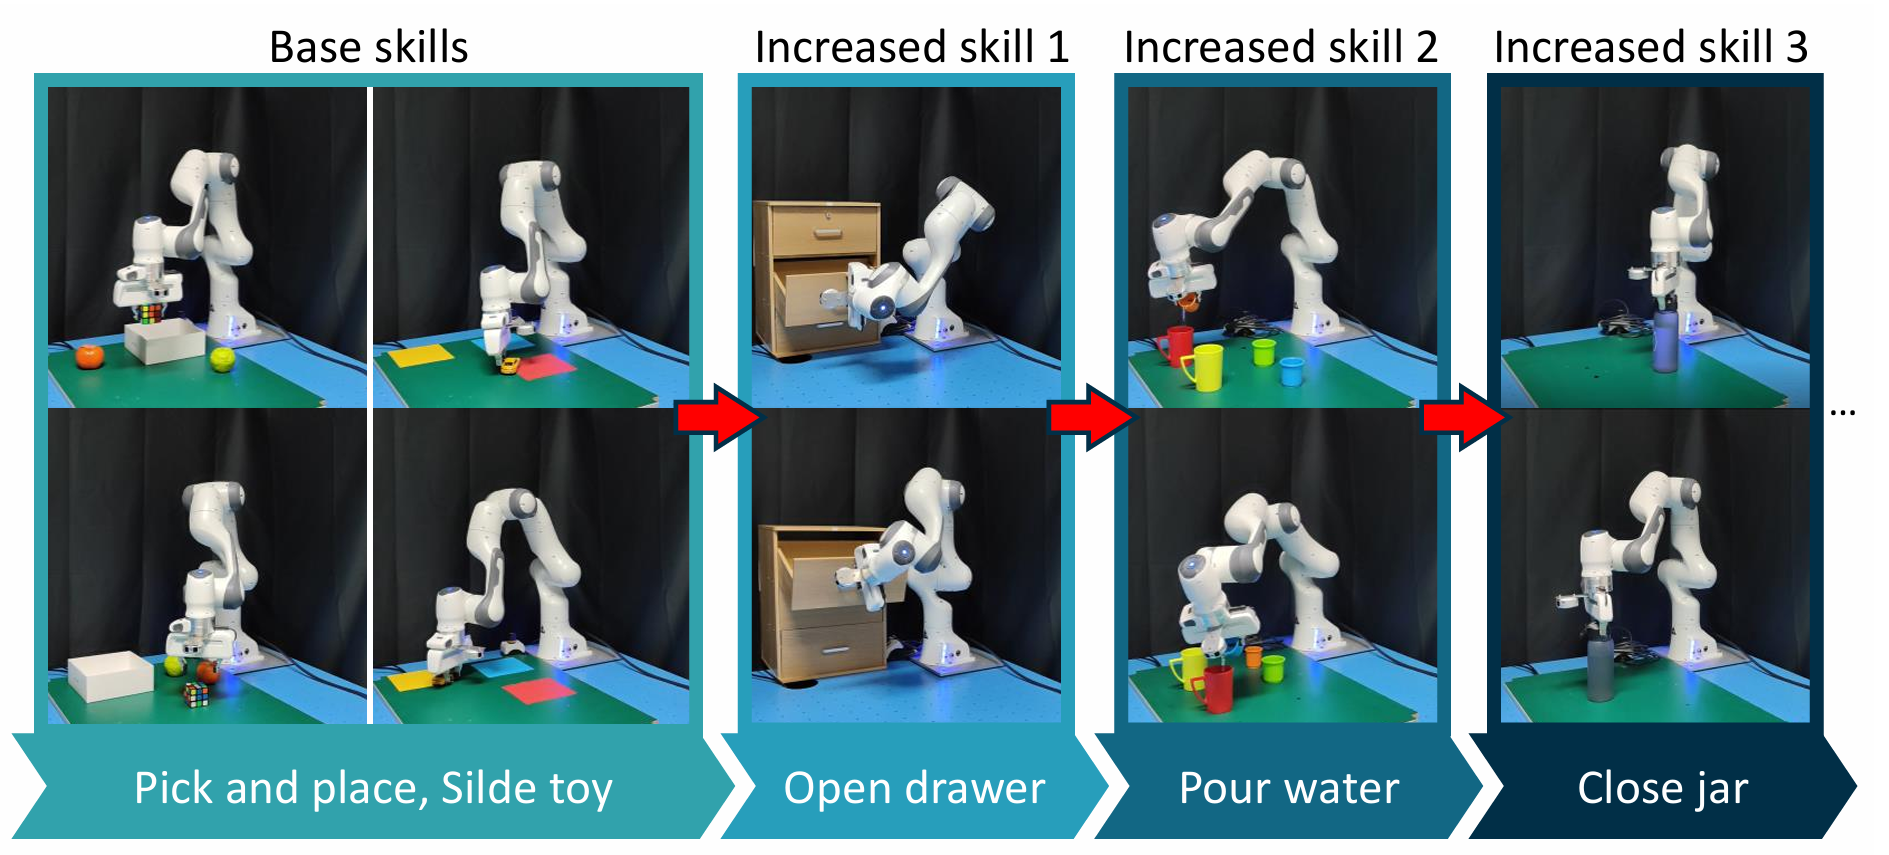 Base skills
Increased skill 1
Increased skill 2
Increased skill 3
...
Pick and place, Silde toy
Open drawer
Pour water
Close jar